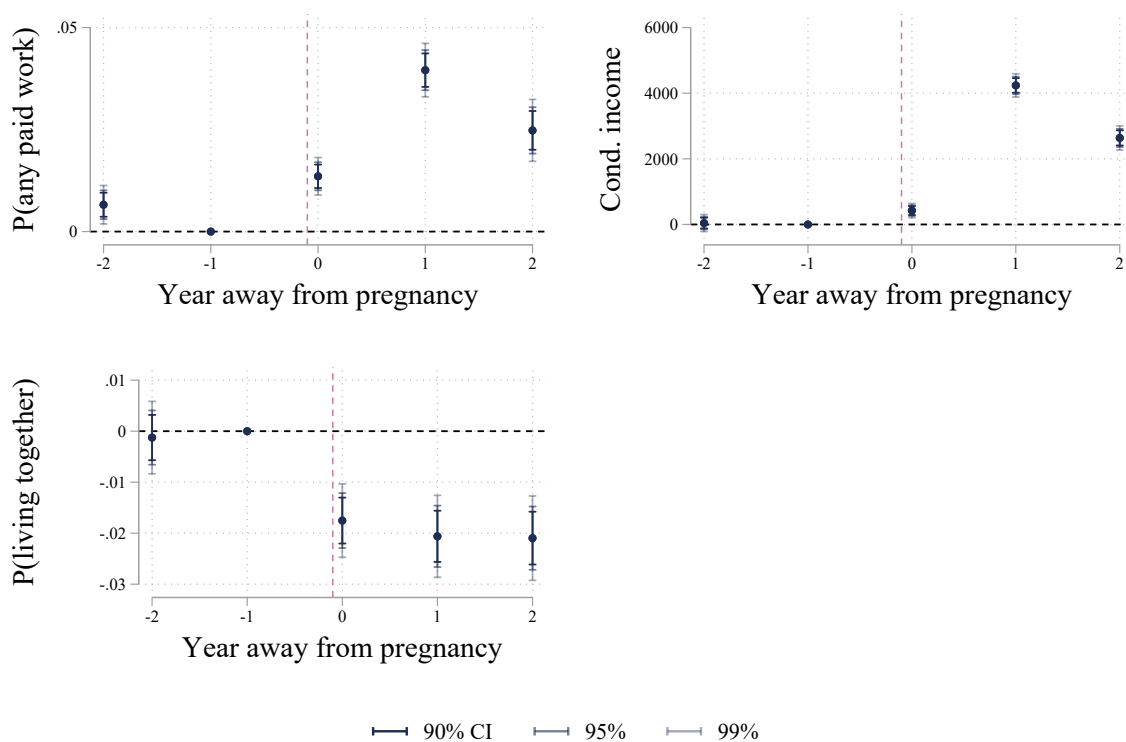 P(any paid work)
.05
0
-2 -1 0 1 2
Year away from pregnancy
Cond. income
6000
4000
2000
0
-2 -1 0 1 2
Year away from pregnancy
P(living together)
.01
0
-.01
-.02
-.03
-2 -1 0 1 2
Year away from pregnancy
90% CI 95% 99%